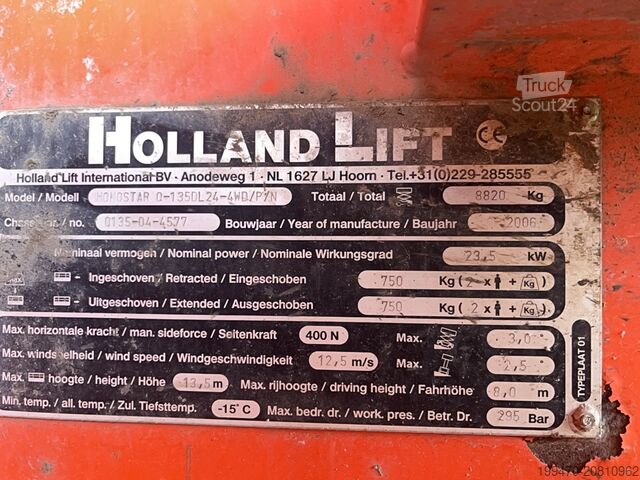 Truck
Scout24
HOLLAND LIFT CE
Holland Lift International BV · Anodeweg 1 · NL 1627 LJ Hoorn · Tel.+31(0)229-285555
Model / Modell MONOSTAR Q-135DL24-4WD/P/N Totaal / Total 8820 Kg
no. Q135-04-4577 Bouwjaar / Year of manufacture / Baujahr 2006
Nominaal vermogen / Nominal power / Nominale Wirkungsgrad 23,5 kW
max - Ingeschoven / Retracted / Eingeschoben 750 Kg ( 2 x + Kg )
- Uitgeschoven / Extended / Ausgeschoben 750 Kg ( 2 x + Kg )
Max. horizontale kracht / man. sideforce / Seitenkraft 400 N Max. 3,0°
Max. windsnelheid / wind speed / Windgeschwindigkeit 12,5 m/s Max. 2,5°
Max. hoogte / height / Höhe 13,5 m Max. rijhoogte / driving height / Fahrhöhe 8,0 m
Min. temp. / all. temp. / Zul. Tiefsttemp. -15°C Max. bedr. dr. / work. pres. / Betr. Dr. 295 Bar
TYPEPLAAT 01
199470-20810962